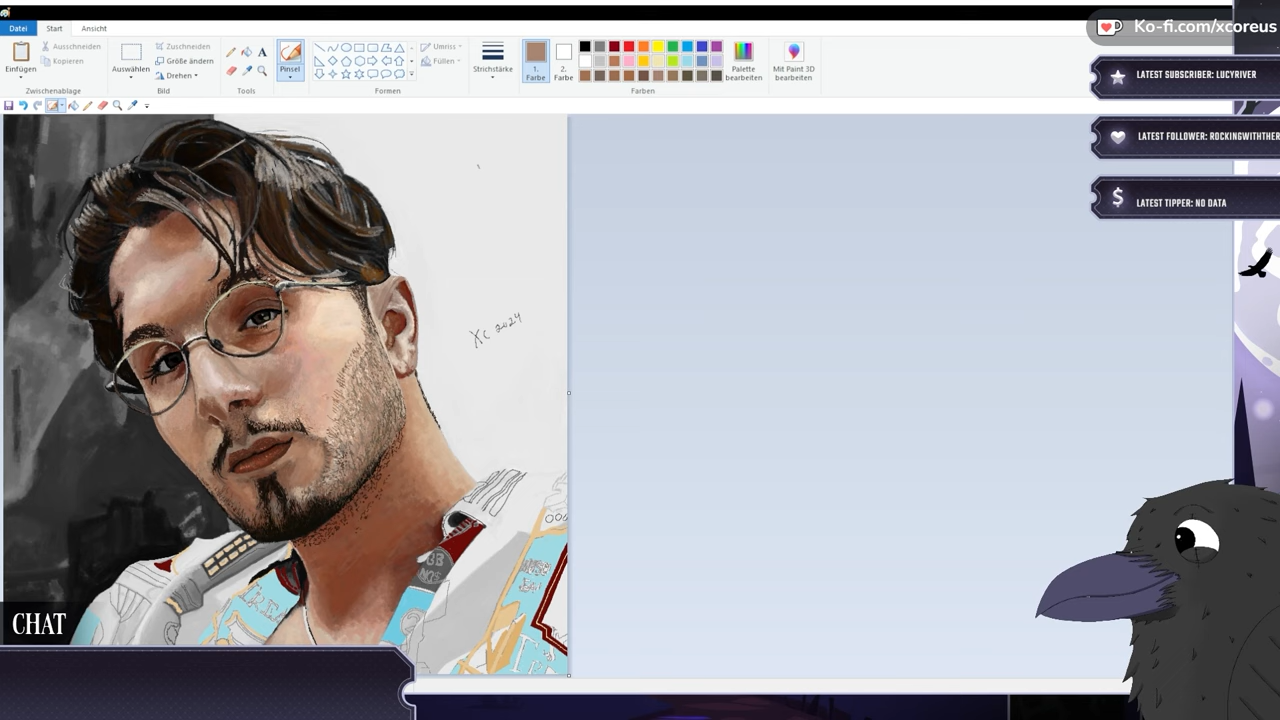 Ko-fi.com/xcoreus
Datei Start Ansicht
Einfügen
Ausschneiden
Kopieren
Zwischenablage
Auswählen
Zuschneiden
Größe ändern
Drehen
Bild
Tools
Pinsel
Formen
Umriss
Füllen
Strichstärke
1.
Farbe
2.
Farbe
Palette
bearbeiten
Farben
Mit Paint 3D
bearbeiten
LATEST SUBSCRIBER: LUCYRIVER
LATEST FOLLOWER: ROCKINGWITHTHER
LATEST TIPPER: NO DATA
Xc 2024
CHAT